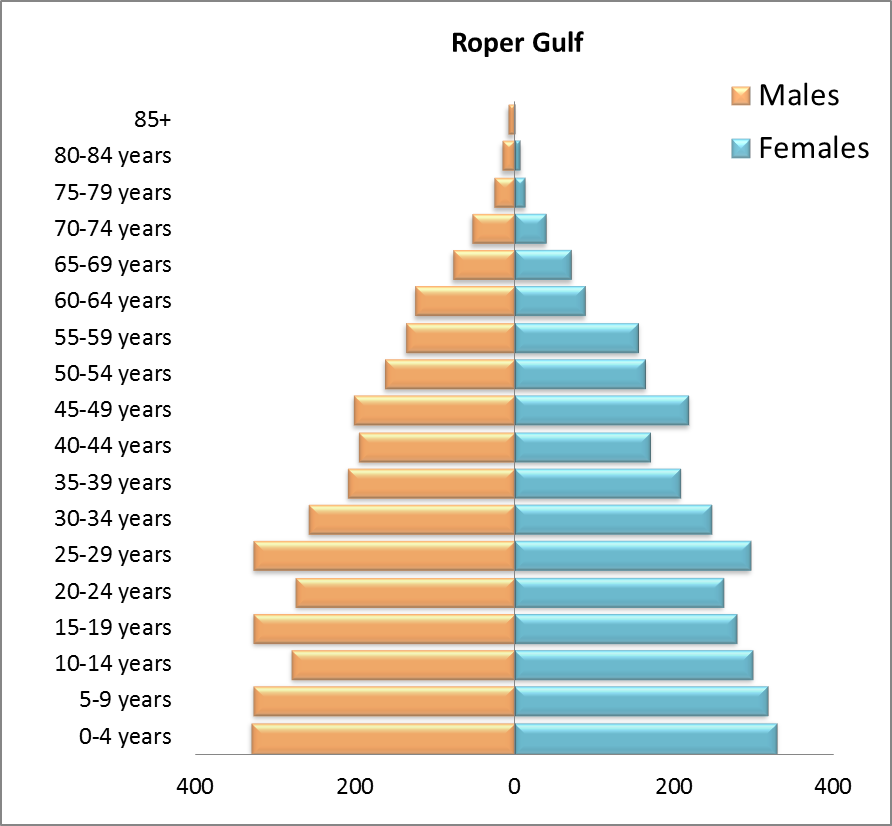 Roper Gulf
Males
Females
85+
80-84 years
75-79 years
70-74 years
65-69 years
60-64 years
55-59 years
50-54 years
45-49 years
40-44 years
35-39 years
30-34 years
25-29 years
20-24 years
15-19 years
10-14 years
5-9 years
0-4 years
400 200 0 200 400